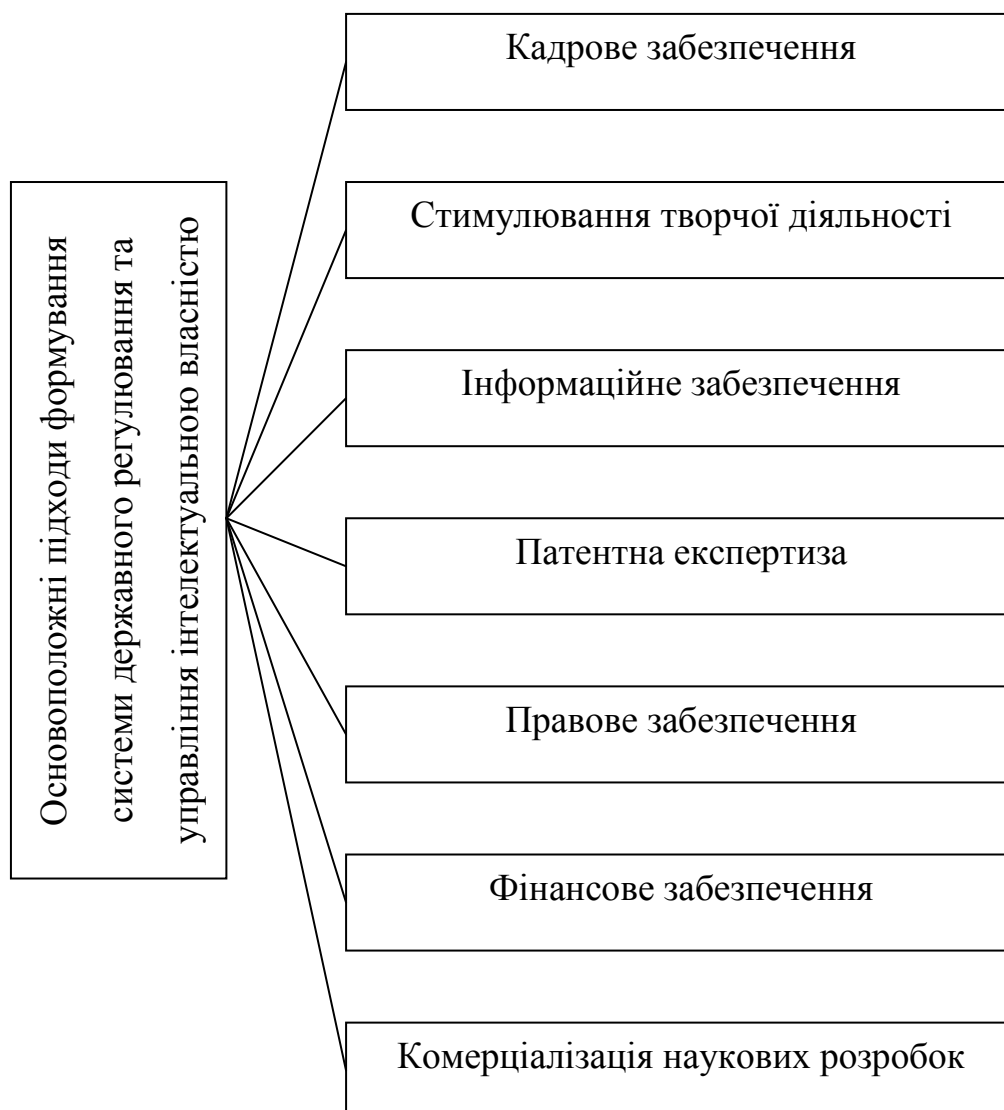 Основоположні підходи формування
системи державного регулювання та
управління інтелектуальною власністю
Кадрове забезпечення
Стимулювання творчої діяльності
Інформаційне забезпечення
Патентна експертиза
Правове забезпечення
Фінансове забезпечення
Комерціалізація наукових розробок